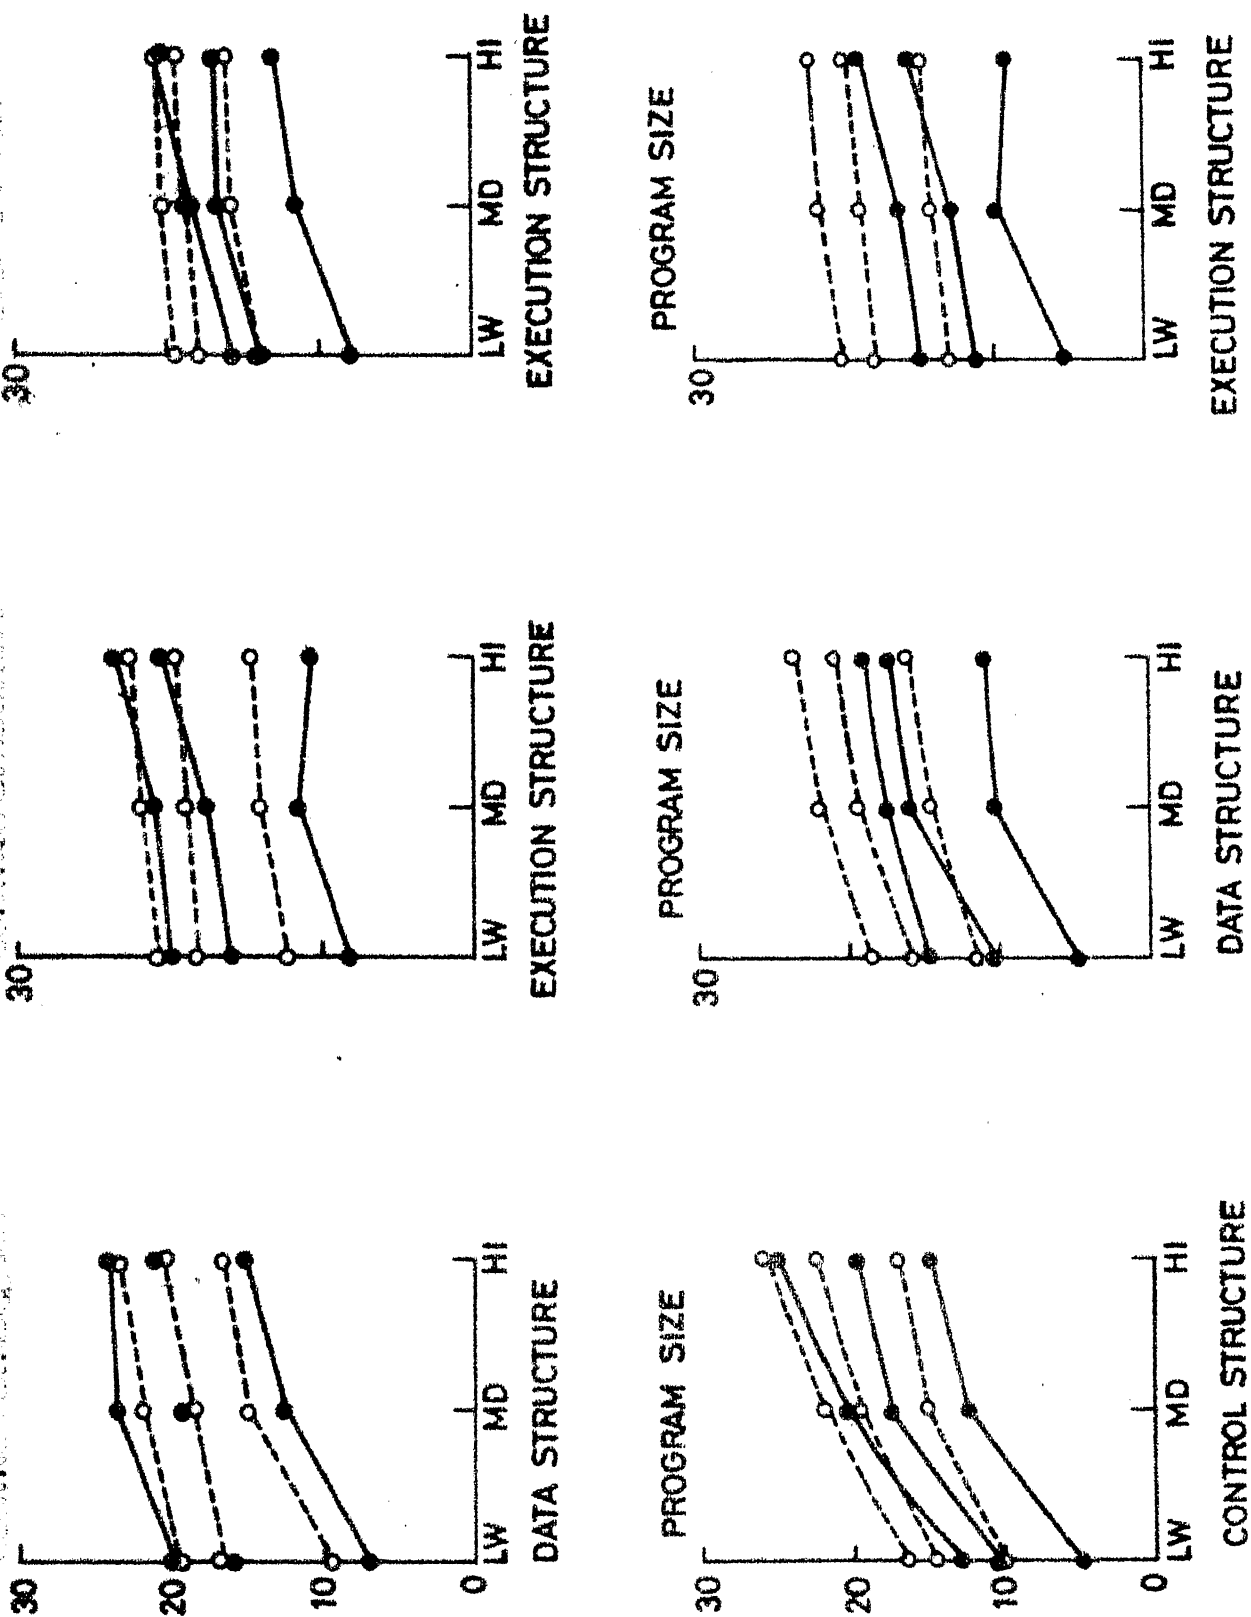 30 30 30
20
10
0
LW MD HI LW MD HI LW MD HI
DATA STRUCTURE EXECUTION STRUCTURE EXECUTION STRUCTURE
PROGRAM SIZE PROGRAM SIZE PROGRAM SIZE
30 30 30
20
10
0
LW MD HI LW MD HI LW MD HI
CONTROL STRUCTURE DATA STRUCTURE EXECUTION STRUCTURE